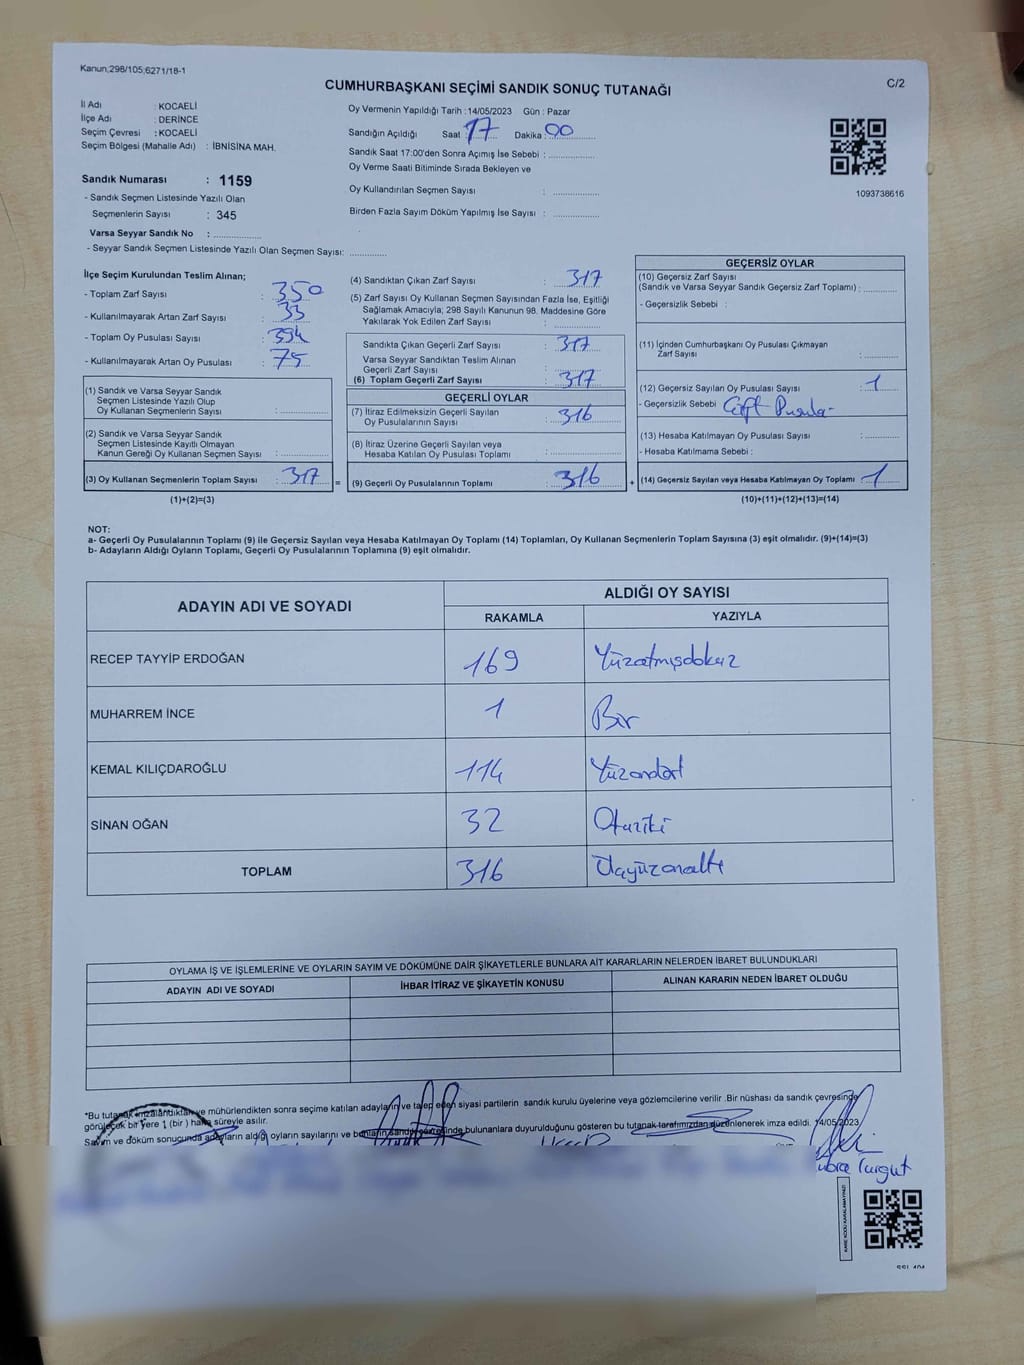 Kanun;298/105;6271/18-1
CUMHURBAŞKANI SEÇİMİ SANDIK SONUÇ TUTANAĞI
C/2
İl Adı : KOCAELİ
İlçe Adı : DERİNCE
Seçim Çevresi : KOCAELİ
Seçim Bölgesi (Mahalle Adı) : İBNİSİNA MAH.
Sandık Numarası : 1159
- Sandık Seçmen Listesinde Yazılı Olan
Seçmenlerin Sayısı : 345
Varsa Seyyar Sandık No :
- Seyyar Sandık Seçmen Listesinde Yazılı Olan Seçmen Sayısı:
Oy Vermenin Yapıldığı Tarih : 14/05/2023 Gün : Pazar
Sandığın Açıldığı Saat : 17 Dakika : 00
Sandık Saat 17:00'den Sonra Açımış İse Sebebi :
Oy Verme Saati Bitiminde Sırada Bekleyen ve
Oy Kullandırılan Seçmen Sayısı :
Birden Fazla Sayım Döküm Yapılmış İse Sayısı :
1093738616
İlçe Seçim Kurulundan Teslim Alınan;
- Toplam Zarf Sayısı : 350
- Kullanılmayarak Artan Zarf Sayısı : 33
- Toplam Oy Pusulası Sayısı : 394
- Kullanılmayarak Artan Oy Pusulası : 75
(1) Sandık ve Varsa Seyyar Sandık
Seçmen Listesinde Yazılı Olup
Oy Kullanan Seçmenlerin Sayısı :
(2) Sandık ve Varsa Seyyar Sandık
Seçmen Listesinde Kayıtlı Olmayan
Kanun Gereği Oy Kullanan Seçmen Sayısı :
(3) Oy Kullanan Seçmenlerin Toplam Sayısı : 317
(1)+(2)=(3)
(4) Sandıktan Çıkan Zarf Sayısı : 317
(5) Zarf Sayısı Oy Kullanan Seçmen Sayısından Fazla İse, Eşitliği
Sağlamak Amacıyla; 298 Sayılı Kanunun 98. Maddesine Göre
Yakılarak Yok Edilen Zarf Sayısı :
Sandıkta Çıkan Geçerli Zarf Sayısı : 317
Varsa Seyyar Sandıktan Teslim Alınan
Geçerli Zarf Sayısı :
(6) Toplam Geçerli Zarf Sayısı : 317
GEÇERLİ OYLAR
(7) İtiraz Edilmeksizin Geçerli Sayılan
Oy Pusulalarının Sayısı : 316
(8) İtiraz Üzerine Geçerli Sayılan veya
Hesaba Katılan Oy Pusulası Toplamı :
= (9) Geçerli Oy Pusulalarının Toplamı : 316 +
GEÇERSİZ OYLAR
(10) Geçersiz Zarf Sayısı
(Sandık ve Varsa Seyyar Sandık Geçersiz Zarf Toplamı) :
- Geçersizlik Sebebi :
(11) İçinden Cumhurbaşkanı Oy Pusulası Çıkmayan
Zarf Sayısı :
(12) Geçersiz Sayılan Oy Pusulası Sayısı : 1
- Geçersizlik Sebebi : Çift Pusula
(13) Hesaba Katılmayan Oy Pusulası Sayısı :
- Hesaba Katılmama Sebebi :
(14) Geçersiz Sayılan veya Hesaba Katılmayan Oy Toplamı : 1
(10)+(11)+(12)+(13)=(14)
NOT:
a- Geçerli Oy Pusulalarının Toplamı (9) ile Geçersiz Sayılan veya Hesaba Katılmayan Oy Toplamı (14) Toplamları, Oy Kullanan Seçmenlerin Toplam Sayısına (3) eşit olmalıdır. (9)+(14)=(3)
b- Adayların Aldığı Oyların Toplamı, Geçerli Oy Pusulalarının Toplamına (9) eşit olmalıdır.
ADAYIN ADI VE SOYADI
ALDIĞI OY SAYISI
RAKAMLA YAZIYLA
RECEP TAYYİP ERDOĞAN 169 Yüzatmışdokuz
MUHARREM İNCE 1 Bir
KEMAL KILIÇDAROĞLU 114 Yüzondört
SİNAN OĞAN 32 Otuziki
TOPLAM 316 Üçyüzonaltı
OYLAMA İŞ VE İŞLEMLERİNE VE OYLARIN SAYIM VE DÖKÜMÜNE DAİR ŞİKAYETLERLE BUNLARA AİT KARARLARIN NELERDEN İBARET BULUNDUKLARI
ADAYIN ADI VE SOYADI İHBAR İTİRAZ VE ŞİKAYETİN KONUSU ALINAN KARARIN NEDEN İBARET OLDUĞU
*Bu tutanak imzalandıktan ve mühürlendikten sonra seçime katılan adayların ve talep eden siyasi partilerin sandık kurulu üyelerine veya gözlemcilerine verilir .Bir nüshası da sandık çevresinde
görülecek bir yere 1 (bir ) hafta süreyle asılır.
Sayım ve döküm sonucunda adayların aldığı oyların sayılarını ve bulunanlara duyurulduğunu gösteren bu tutanak tarafımızdan düzenlenerek imza edildi. 14/05/2023
Turgut